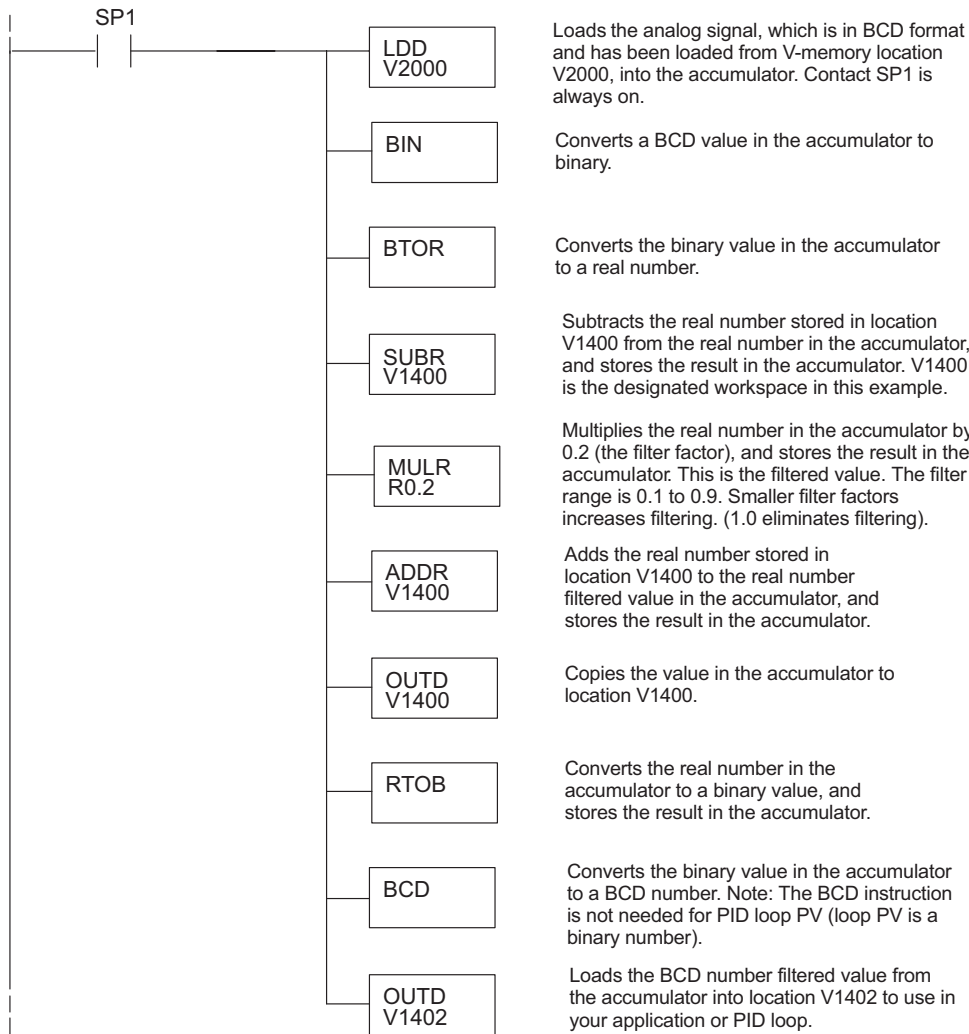 SP1
LDD
V2000
Loads the analog signal, which is in BCD format
and has been loaded from V-memory location
V2000, into the accumulator. Contact SP1 is
always on.
BIN
Converts a BCD value in the accumulator to
binary.
BTOR
Converts the binary value in the accumulator
to a real number.
SUBR
V1400
Subtracts the real number stored in location
V1400 from the real number in the accumulator,
and stores the result in the accumulator. V1400
is the designated workspace in this example.
MULR
R0.2
Multiplies the real number in the accumulator by
0.2 (the filter factor), and stores the result in the
accumulator. This is the filtered value. The filter
range is 0.1 to 0.9. Smaller filter factors
increases filtering. (1.0 eliminates filtering).
ADDR
V1400
Adds the real number stored in
location V1400 to the real number
filtered value in the accumulator, and
stores the result in the accumulator.
OUTD
V1400
Copies the value in the accumulator to
location V1400.
RTOB
Converts the real number in the
accumulator to a binary value, and
stores the result in the accumulator.
BCD
Converts the binary value in the accumulator
to a BCD number. Note: The BCD instruction
is not needed for PID loop PV (loop PV is a
binary number).
OUTD
V1402
Loads the BCD number filtered value from
the accumulator into location V1402 to use in
your application or PID loop.